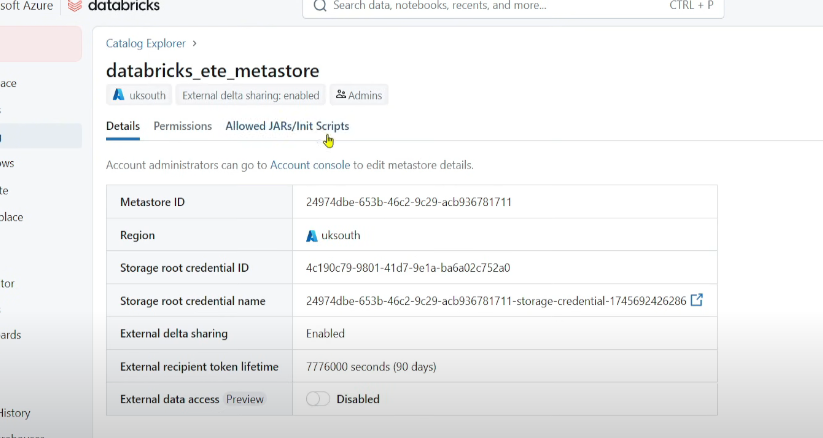 soft Azure databricks Search data, notebooks, recents, and more... CTRL + P
Catalog Explorer >
databricks_ete_metastore
uksouth External delta sharing: enabled Admins
Details Permissions Allowed JARs/Init Scripts
Account administrators can go to Account console to edit metastore details.
Metastore ID 24974dbe-653b-46c2-9c29-acb936781711
Region uksouth
Storage root credential ID 4c190c79-9801-41d7-9e1a-ba6a02c752a0
Storage root credential name 24974dbe-653b-46c2-9c29-acb936781711-storage-credential-1745692426286
External delta sharing Enabled
External recipient token lifetime 7776000 seconds (90 days)
External data access Preview Disabled
ace
ows
te
place
tor
ards
History